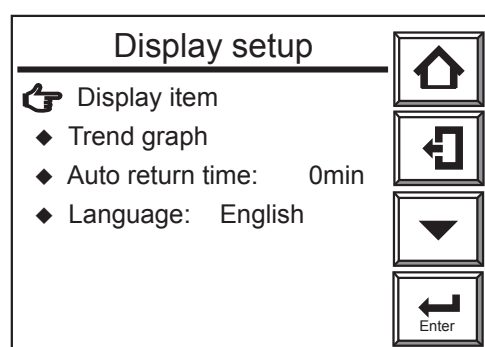 Display setup
Display item
Trend graph
Auto return time: 0min
Language: English
Enter